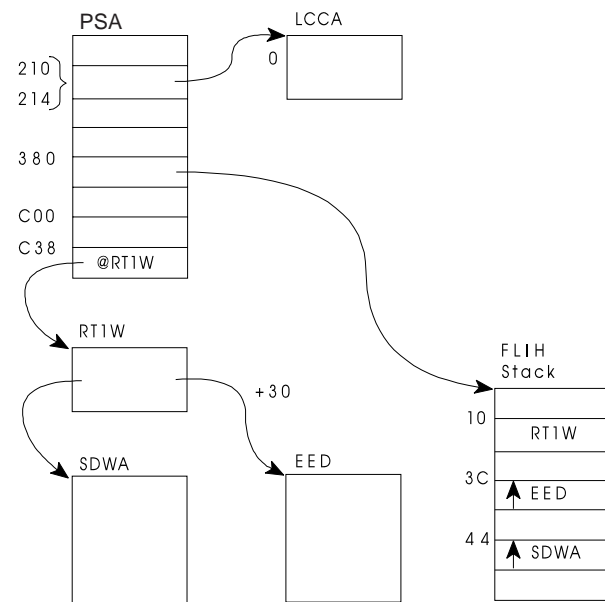 PSA
LCCA
210
0
214
380
C00
C38
@RT1W
RT1W
FLIH
Stack
+30
10
RT1W
SDWA
EED
3C
EED
44
SDWA